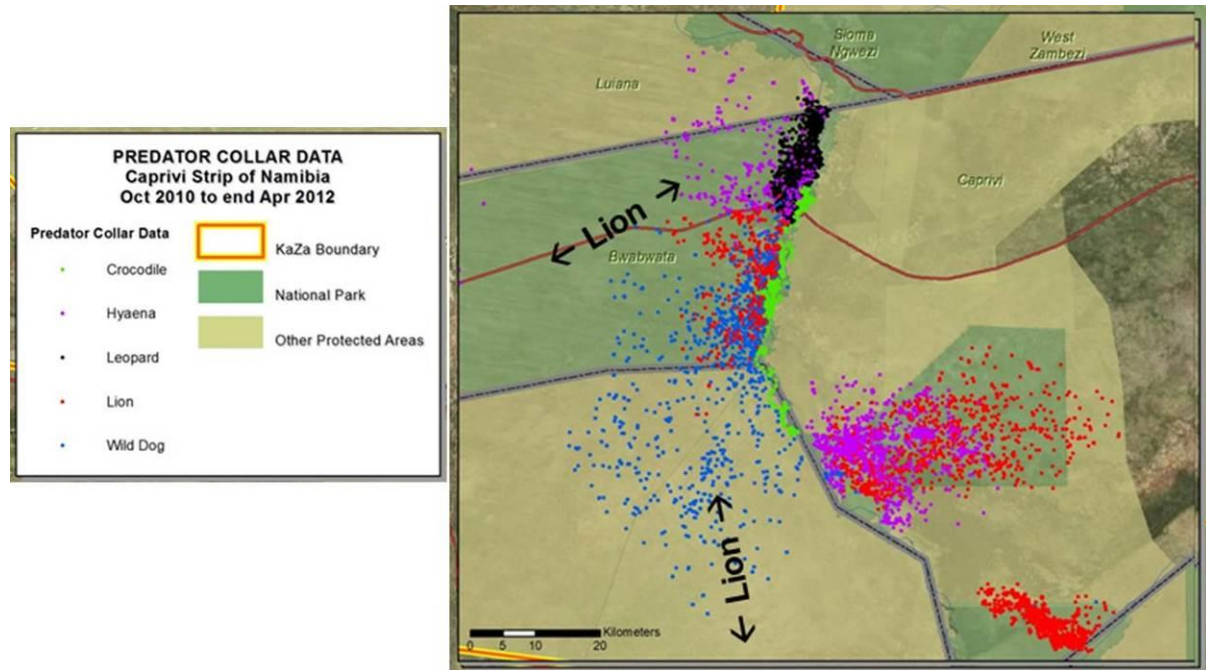 PREDATOR COLLAR DATA
Caprivi Strip of Namibia
Oct 2010 to end Apr 2012
Predator Collar Data
Crocodile
Hyaena
Leopard
Lion
Wild Dog
KaZa Boundary
National Park
Other Protected Areas
Sioma
Ngwezi
West
Zambezi
Luiana
Caprivi
Lion
Bwabwata
Lion
Kilometers
0 5 10 20